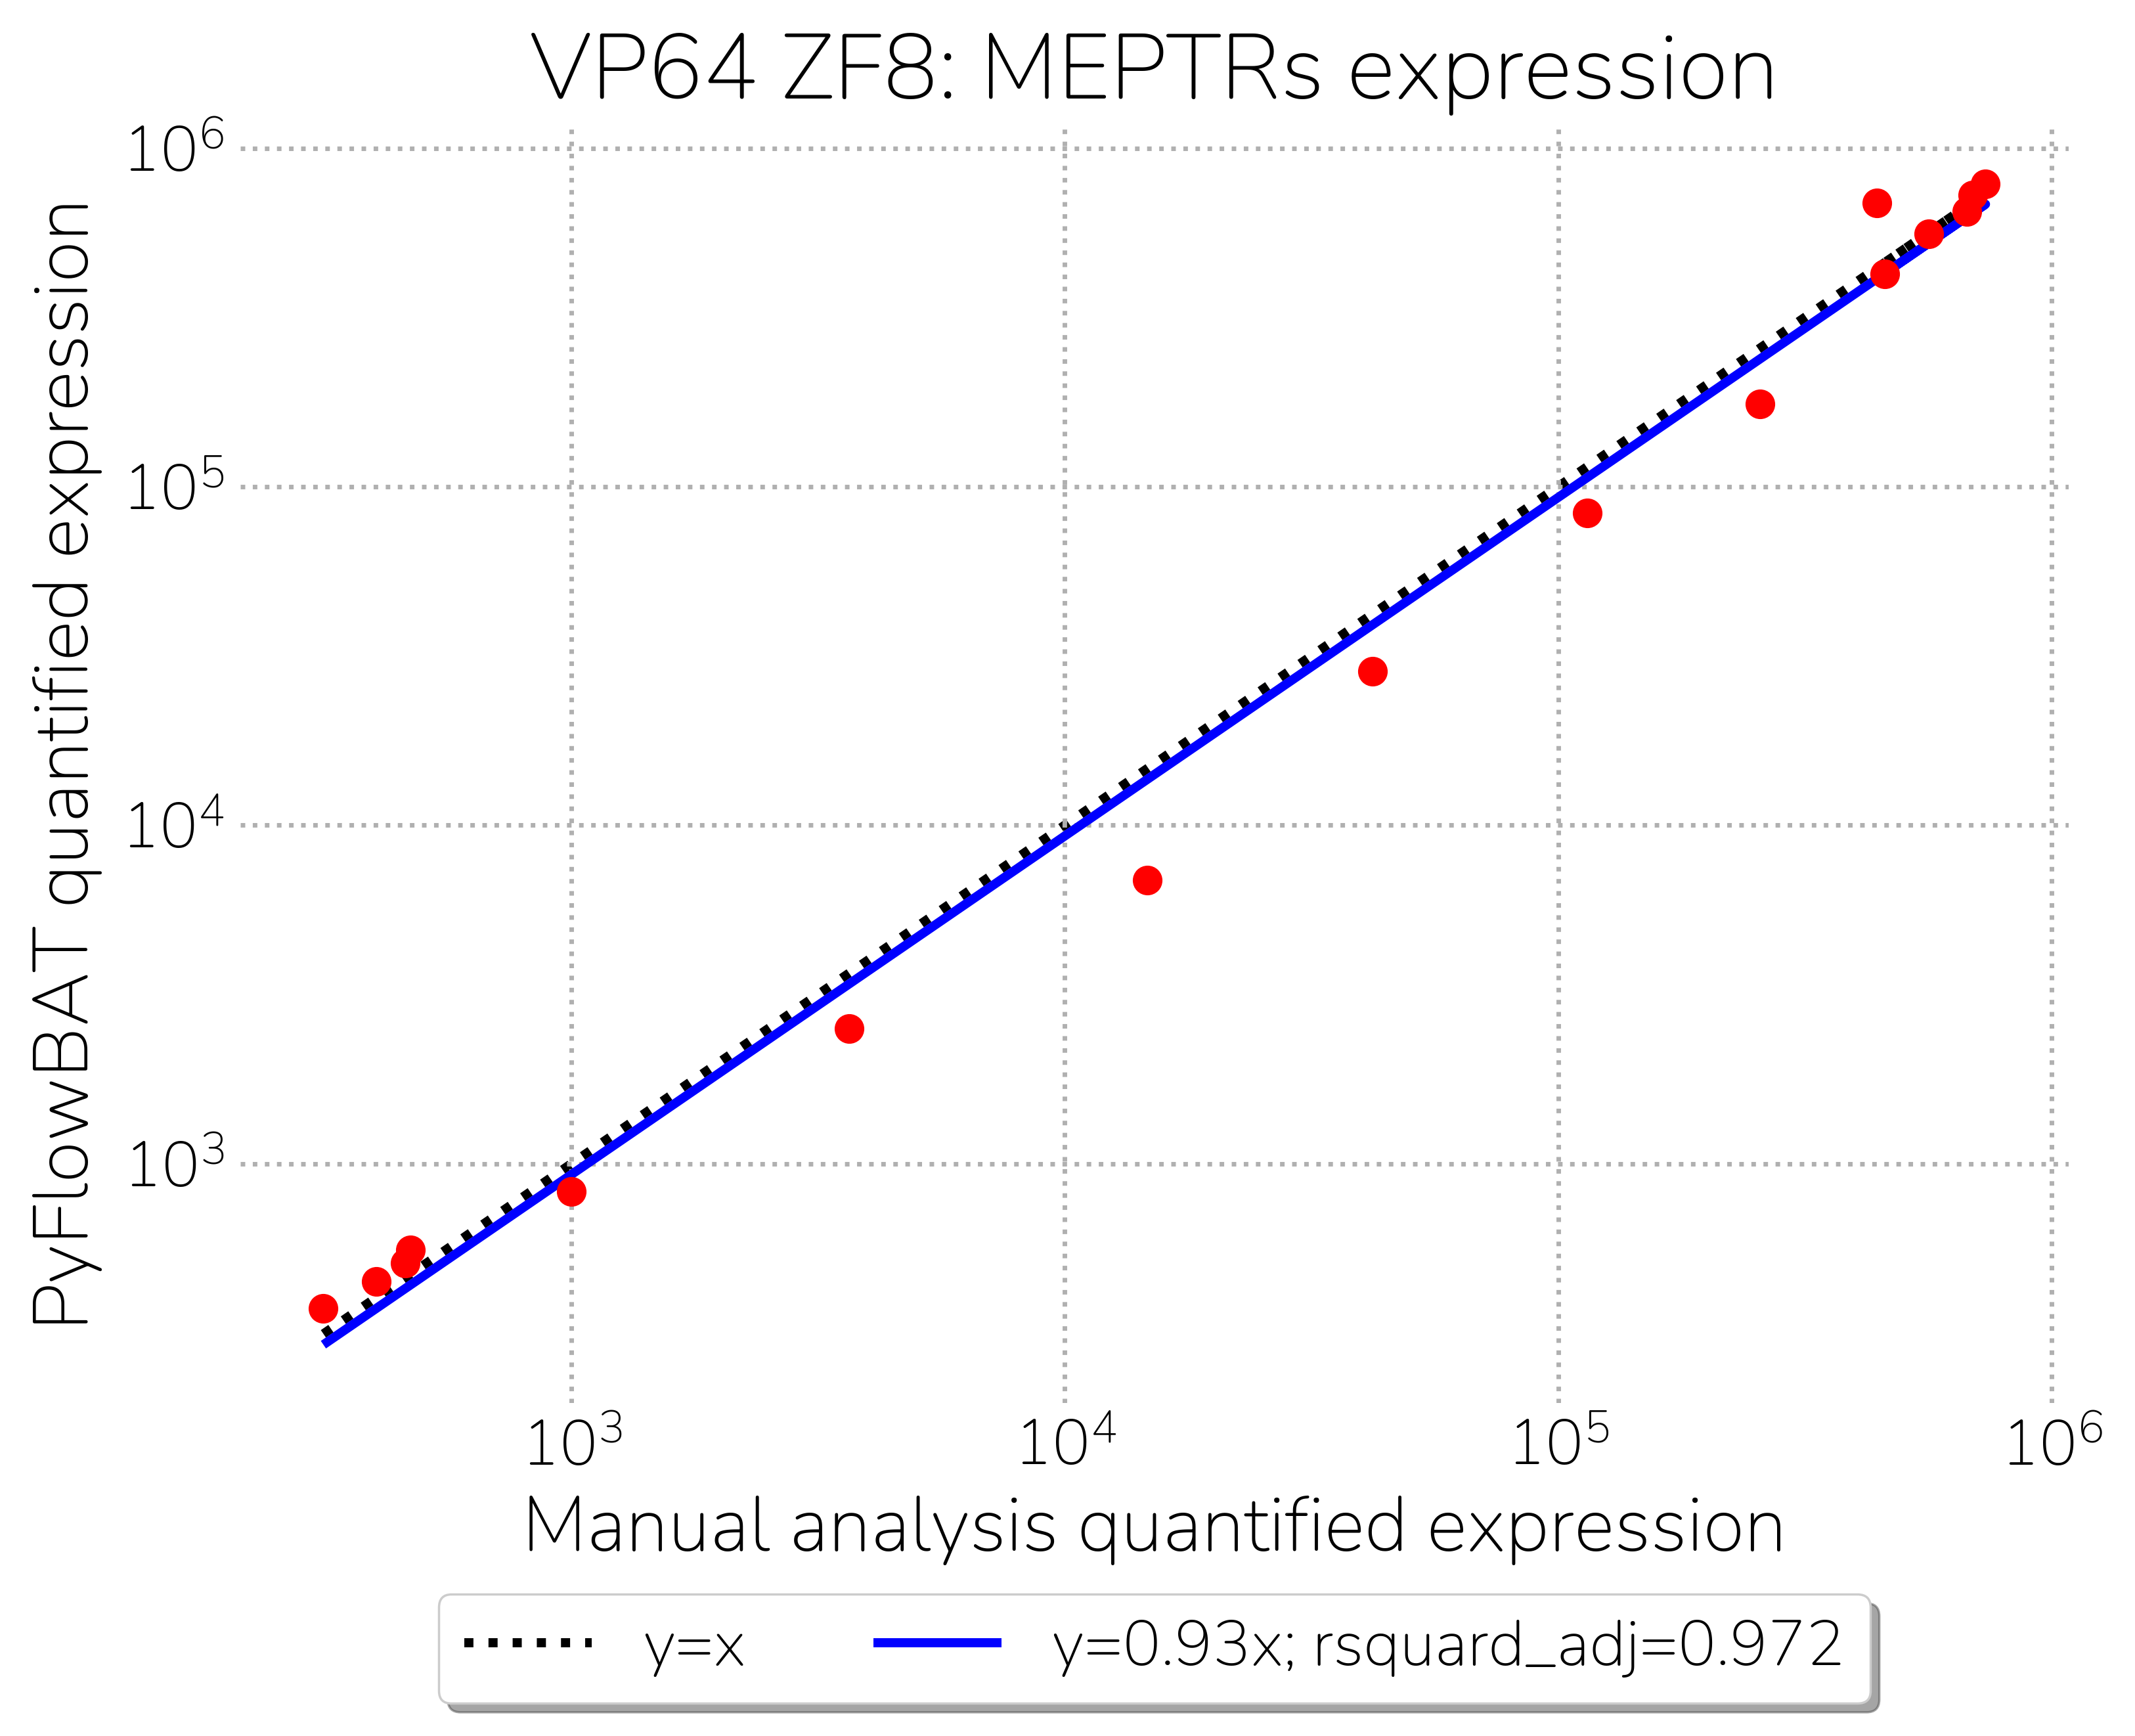 VP64 ZF8: MEPTRs expression
10^6
10^5
10^4
10^3
PyFlowBAT quantified expression
10^3 10^4 10^5 10^6
Manual analysis quantified expression
y=x y=0.93x; rsquard_adj=0.972